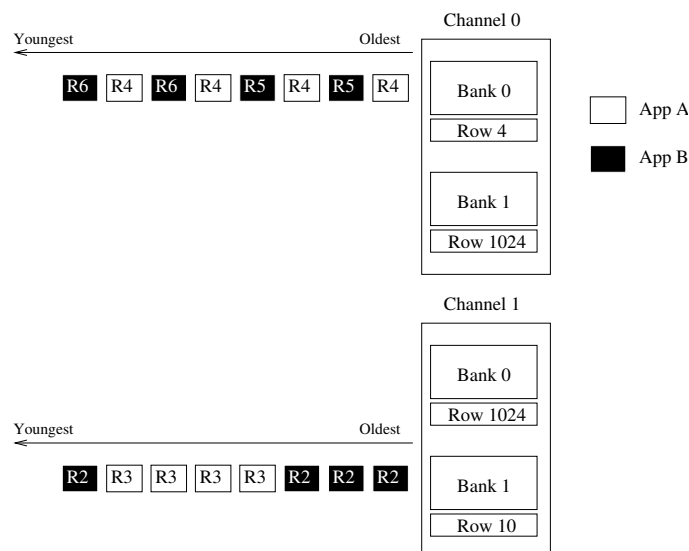 Channel 0
Youngest Oldest
R6 R4 R6 R4 R5 R4 R5 R4
Bank 0
Row 4
Bank 1
Row 1024
App A
App B
Channel 1
Bank 0
Row 1024
Youngest Oldest
R2 R3 R3 R3 R3 R2 R2 R2
Bank 1
Row 10